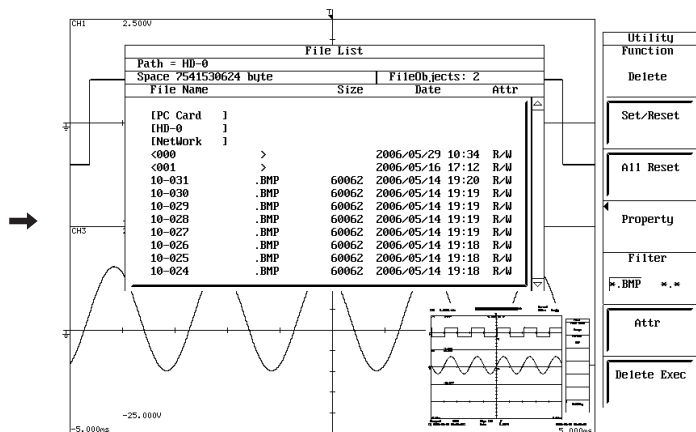 CH1 2.500V
File List
Path = HD-0
Space 7541530624 byte FileObjects: 2
File Name Size Date Attr
[PC Card ]
[HD-0 ]
[NetWork ]
<000 > 2006/05/29 10:34 R/W
<001 > 2006/05/16 17:12 R/W
10-031 .BMP 60062 2006/05/14 19:20 R/W
10-030 .BMP 60062 2006/05/14 19:19 R/W
10-029 .BMP 60062 2006/05/14 19:19 R/W
10-028 .BMP 60062 2006/05/14 19:19 R/W
10-027 .BMP 60062 2006/05/14 19:19 R/W
10-026 .BMP 60062 2006/05/14 19:18 R/W
10-025 .BMP 60062 2006/05/14 19:18 R/W
10-024 .BMP 60062 2006/05/14 19:18 R/W
CH3
-25.000V
-5.000ms
5.000ms
Utility
Function
Delete
Set/Reset
All Reset
Property
Filter
*.BMP *.*
Attr
Delete Exec